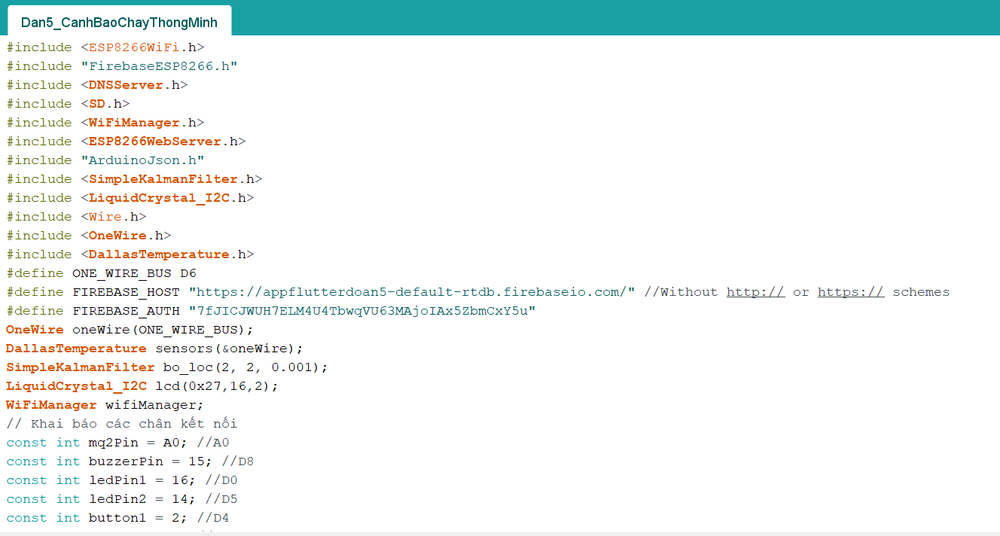 Dan5_CanhBaoChayThongMinh
#include <ESP8266WiFi.h>
#include "FirebaseESP8266.h"
#include <DNSServer.h>
#include <SD.h>
#include <WiFiManager.h>
#include <ESP8266WebServer.h>
#include "ArduinoJson.h"
#include <SimpleKalmanFilter.h>
#include <LiquidCrystal_I2C.h>
#include <Wire.h>
#include <OneWire.h>
#include <DallasTemperature.h>
#define ONE_WIRE_BUS D6
#define FIREBASE_HOST "https://appflutterdoan5-default-rtdb.firebaseio.com/" //Without http:// or https:// schemes
#define FIREBASE_AUTH "7fJICJWUH7ELM4U4TbwqVU63MAjoIAx5ZbmCxY5u"
OneWire oneWire(ONE_WIRE_BUS);
DallasTemperature sensors(&oneWire);
SimpleKalmanFilter bo_loc(2, 2, 0.001);
LiquidCrystal_I2C lcd(0x27,16,2);
WiFiManager wifiManager;
// Khai báo các chân kết nối
const int mq2Pin = A0; //A0
const int buzzerPin = 15; //D8
const int ledPin1 = 16; //D0
const int ledPin2 = 14; //D5
const int button1 = 2; //D4